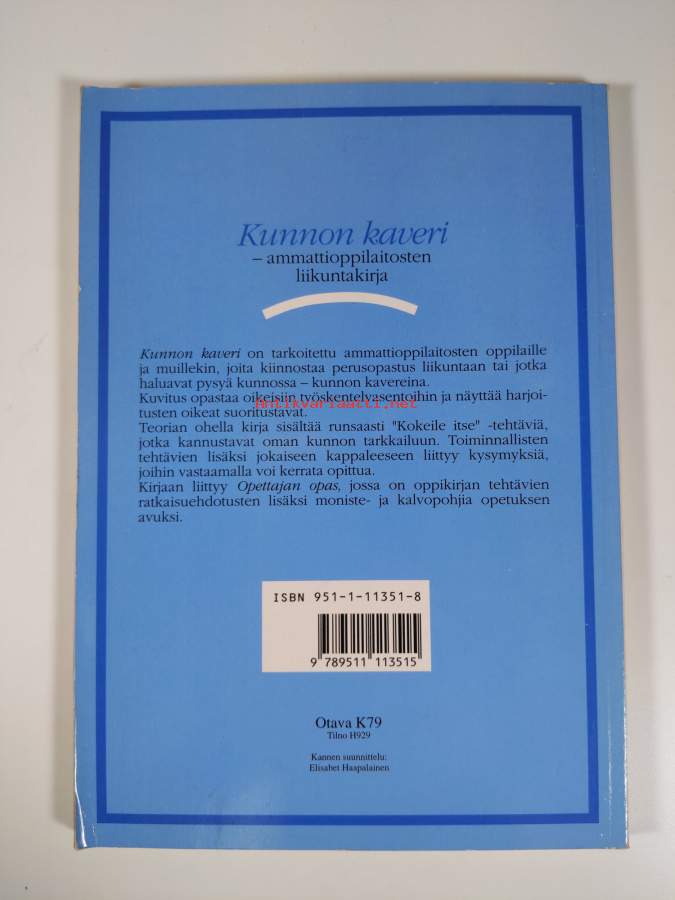 Kunnon kaveri
– ammattioppilaitosten
liikuntakirja
Kunnon kaveri on tarkoitettu ammattioppilaitosten oppilaille
ja muillekin, joita kiinnostaa perusopastus liikuntaan tai jotka
haluavat pysyä kunnossa – kunnon kavereina.
Kuvitus opastaa oikeisiin työskentelyasentoihin ja näyttää harjoi-
Antikvariaatti.net
tusten oikeat suoritustavat.
Teorian ohella kirja sisältää runsaasti "Kokeile itse" -tehtäviä,
jotka kannustavat oman kunnon tarkkailuun. Toiminnallisten
tehtävien lisäksi jokaiseen kappaleeseen liittyy kysymyksiä,
joihin vastaamalla voi kerrata opittua.
Kirjaan liittyy Opettajan opas, jossa on oppikirjan tehtävien
ratkaisuehdotusten lisäksi moniste- ja kalvopohjia opetuksen
avuksi.
ISBN 951-1-11351-8
9 789511 113515
Otava K79
Tilno H929
Kannen suunnittelu:
Elisabet Haapalainen